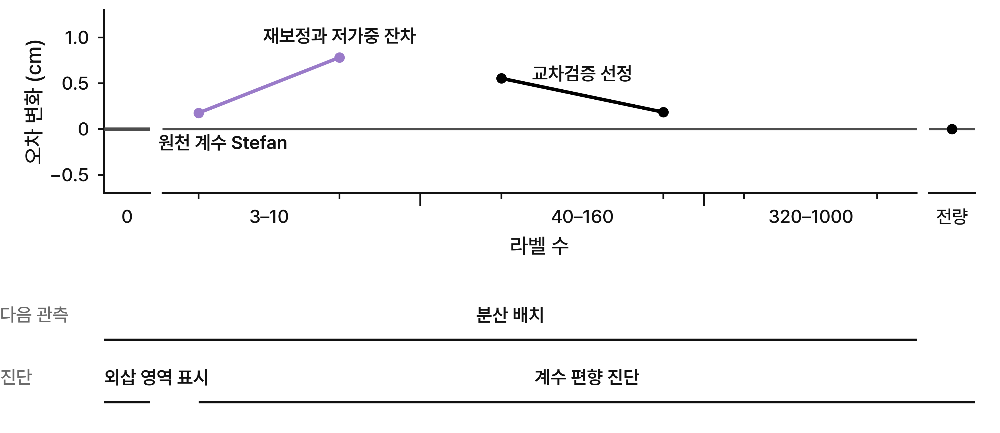 재보정과 저가중 잔차
교차검증 선정
오차 변화 (cm)
1.0
0.5
0
−0.5
원천 계수 Stefan
0
3–10
40–160
320–1000
전량
라벨 수
다음 관측
분산 배치
진단
외삽 영역 표시
계수 편향 진단